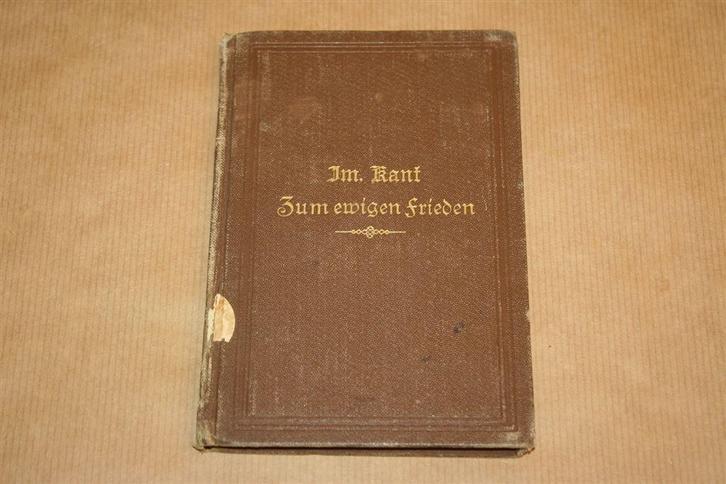 Im. Kant
Zum ewigen Frieden